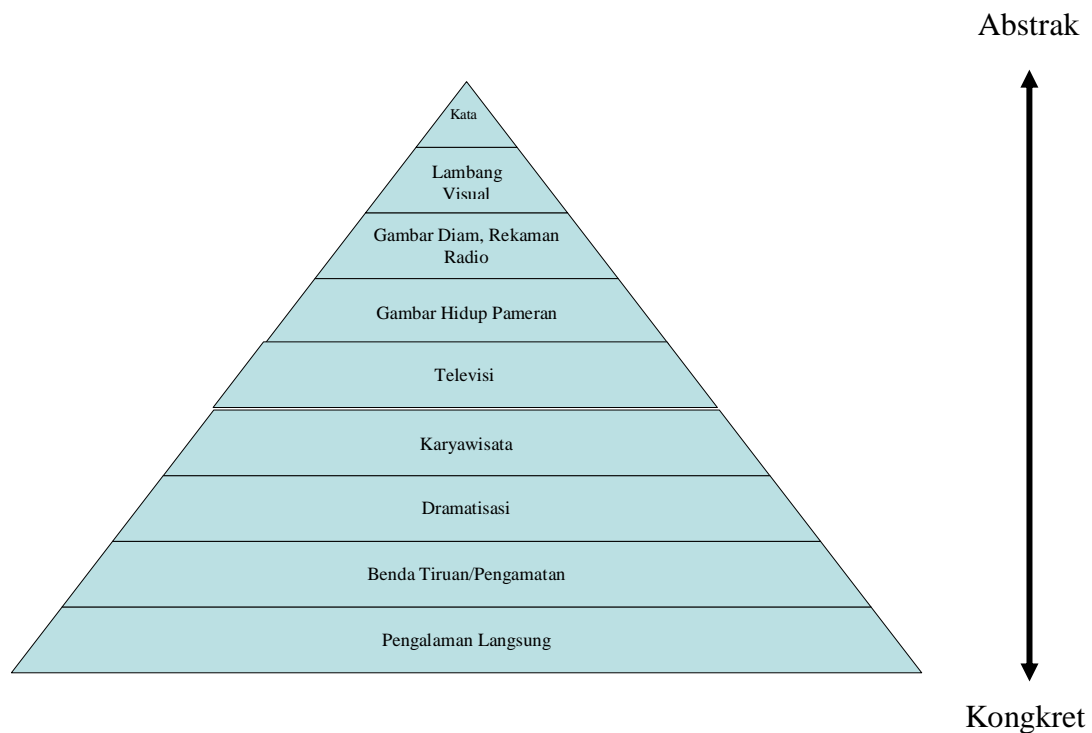 Abstrak
Kata
Lambang
Visual
Gambar Diam, Rekaman
Radio
Gambar Hidup Pameran
Televisi
Karyawisata
Dramatisasi
Benda Tiruan/Pengamatan
Pengalaman Langsung
Kongkret